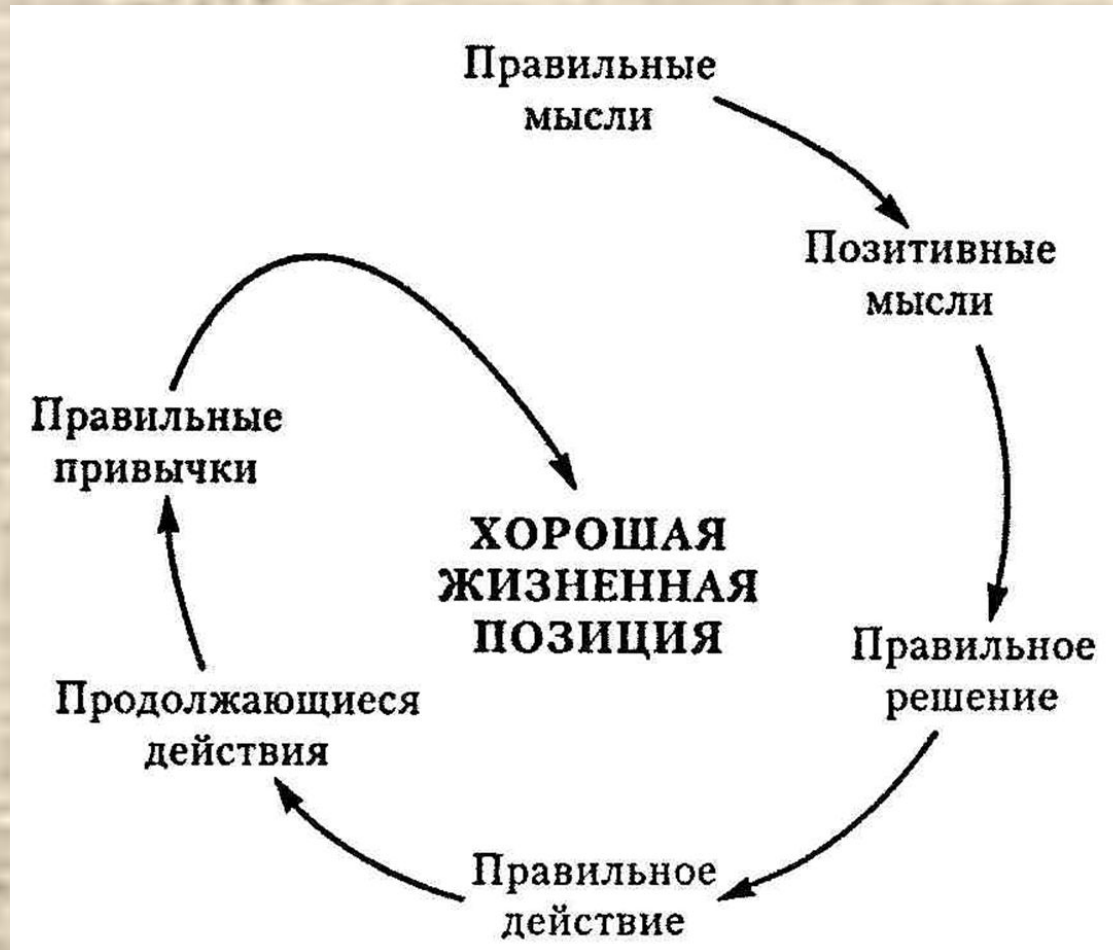 Правильные
мысли
Позитивные
мысли
Правильное
решение
Правильное
действие
Продолжающиеся
действия
Правильные
привычки
ХОРОШАЯ
ЖИЗНЕННАЯ
ПОЗИЦИЯ